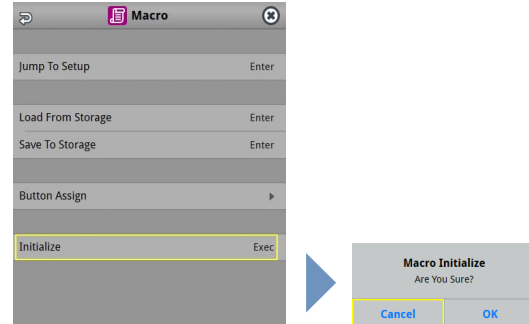 Macro
Jump To Setup Enter
Load From Storage Enter
Save To Storage Enter
Button Assign
Initialize Exec
Macro Initialize
Are You Sure?
Cancel OK